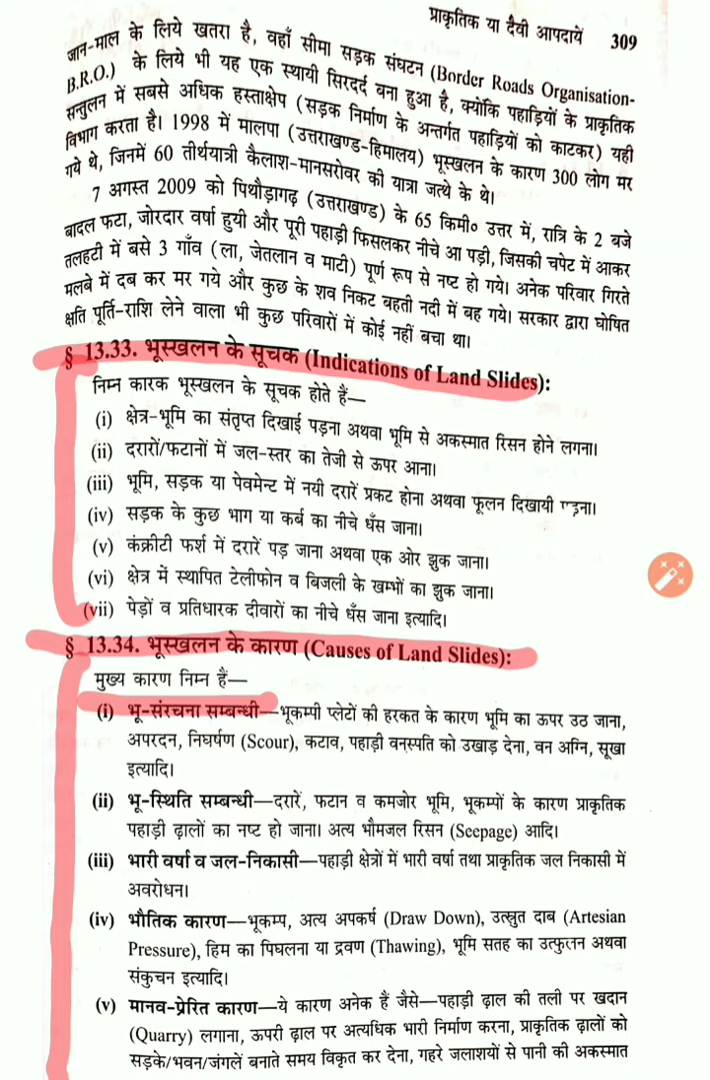 प्राकृतिक या दैवी आपदायें 309
जान-माल के लिये खतरा है, वहाँ सीमा सड़क संघटन (Border Roads Organisation-
B.R.O.) के लिये भी यह एक स्थायी सिरदर्द बना हुआ है, क्योंकि पहाड़ियों के प्राकृतिक
सन्तुलन में सबसे अधिक हस्ताक्षेप (सड़क निर्माण के अन्तर्गत पहाड़ियों को काटकर) यही
विभाग करता है। 1998 में मालपा (उत्तराखण्ड-हिमालय) भूस्खलन के कारण 300 लोग मर
गये थे, जिनमें 60 तीर्थयात्री कैलाश-मानसरोवर की यात्रा जत्थे के थे।
7 अगस्त 2009 को पिथौड़ागढ़ (उत्तराखण्ड) के 65 किमी० उत्तर में, रात्रि के 2 बजे
बादल फटा, जोरदार वर्षा हुयी और पूरी पहाड़ी फिसलकर नीचे आ पड़ी, जिसकी चपेट में आकर
तलहटी में बसे 3 गाँव (ला, जेतलान व माटी) पूर्ण रूप से नष्ट हो गये। अनेक परिवार गिरते
मलबे में दब कर मर गये और कुछ के शव निकट बहती नदी में बह गये। सरकार द्वारा घोषित
क्षति पूर्ति-राशि लेने वाला भी कुछ परिवारों में कोई नहीं बचा था।
§ 13.33. भूस्खलन के सूचक (Indications of Land Slides):
निम्न कारक भूस्खलन के सूचक होते हैं—
(i) क्षेत्र-भूमि का संतृप्त दिखाई पड़ना अथवा भूमि से अकस्मात रिसन होने लगना।
(ii) दरारों/फटानों में जल-स्तर का तेजी से ऊपर आना।
(iii) भूमि, सड़क या पेवमेन्ट में नयी दरारें प्रकट होना अथवा फूलन दिखायी
(iv) सड़क के कुछ भाग या कर्ब का नीचे धँस जाना।
(v) कंक्रीटी फर्श में दरारें पड़ जाना अथवा एक ओर झुक जाना।
(vi) क्षेत्र में स्थापित टेलीफोन व बिजली के खम्भों का झुक जाना।
(vii) पेड़ों व प्रतिधारक दीवारों का नीचे धँस जाना इत्यादि।
§ 13.34. भूस्खलन के कारण (Causes of Land Slides):
मुख्य कारण निम्न हैं—
(i) भू-संरचना सम्बन्धी—भूकम्पी प्लेटों की हरकत के कारण भूमि का ऊपर उठ जाना,
अपरदन, निघर्षण (Scour), कटाव, पहाड़ी वनस्पति को उखाड़ देना, वन अग्नि, सूखा
इत्यादि।
(ii) भू-स्थिति सम्बन्धी—दरारें, फटान व कमजोर भूमि, भूकम्पों के कारण प्राकृतिक
पहाड़ी ढ़ालों का नष्ट हो जाना। अत्य भौमजल रिसन (Seepage) आदि।
(iii) भारी वर्षा व जल-निकासी—पहाड़ी क्षेत्रों में भारी वर्षा तथा प्राकृतिक जल निकासी में
अवरोधन।
(iv) भौतिक कारण—भूकम्प, अत्य अपकर्ष (Draw Down), उत्स्रुत दाब (Artesian
Pressure), हिम का पिघलना या द्रवण (Thawing), भूमि सतह का उत्फुलन अथवा
संकुचन इत्यादि।
(v) मानव-प्रेरित कारण—ये कारण अनेक हैं जैसे—पहाड़ी ढ़ाल की तली पर खदान
(Quarry) लगाना, ऊपरी ढ़ाल पर अत्यधिक भारी निर्माण करना, प्राकृतिक ढ़ालों को
सड़के/भवन/जंगलें बनाते समय विकृत कर देना, गहरे जलाशयों से पानी की अकस्मात